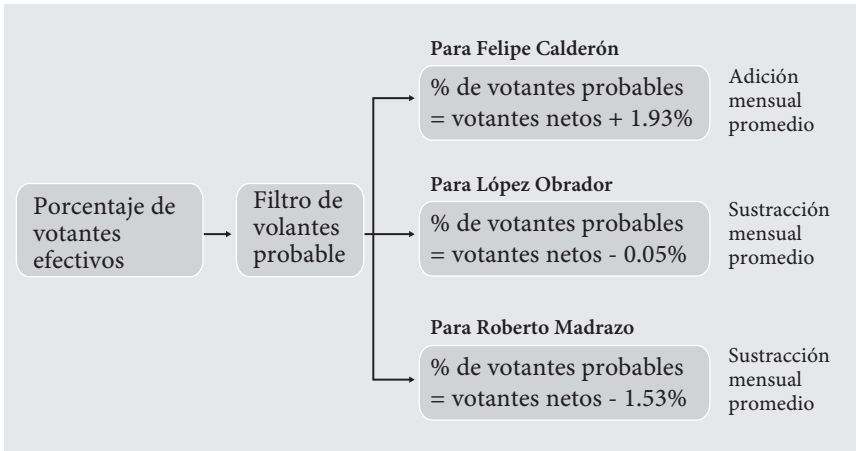 Porcentaje de
votantes
efectivos
Filtro de
volantes
probable
Para Felipe Calderón
% de votantes probables
= votantes netos + 1.93%
Adición
mensual
promedio
Para López Obrador
% de votantes probables
= votantes netos - 0.05%
Sustracción
mensual
promedio
Para Roberto Madrazo
% de votantes probables
= votantes netos - 1.53%
Sustracción
mensual
promedio